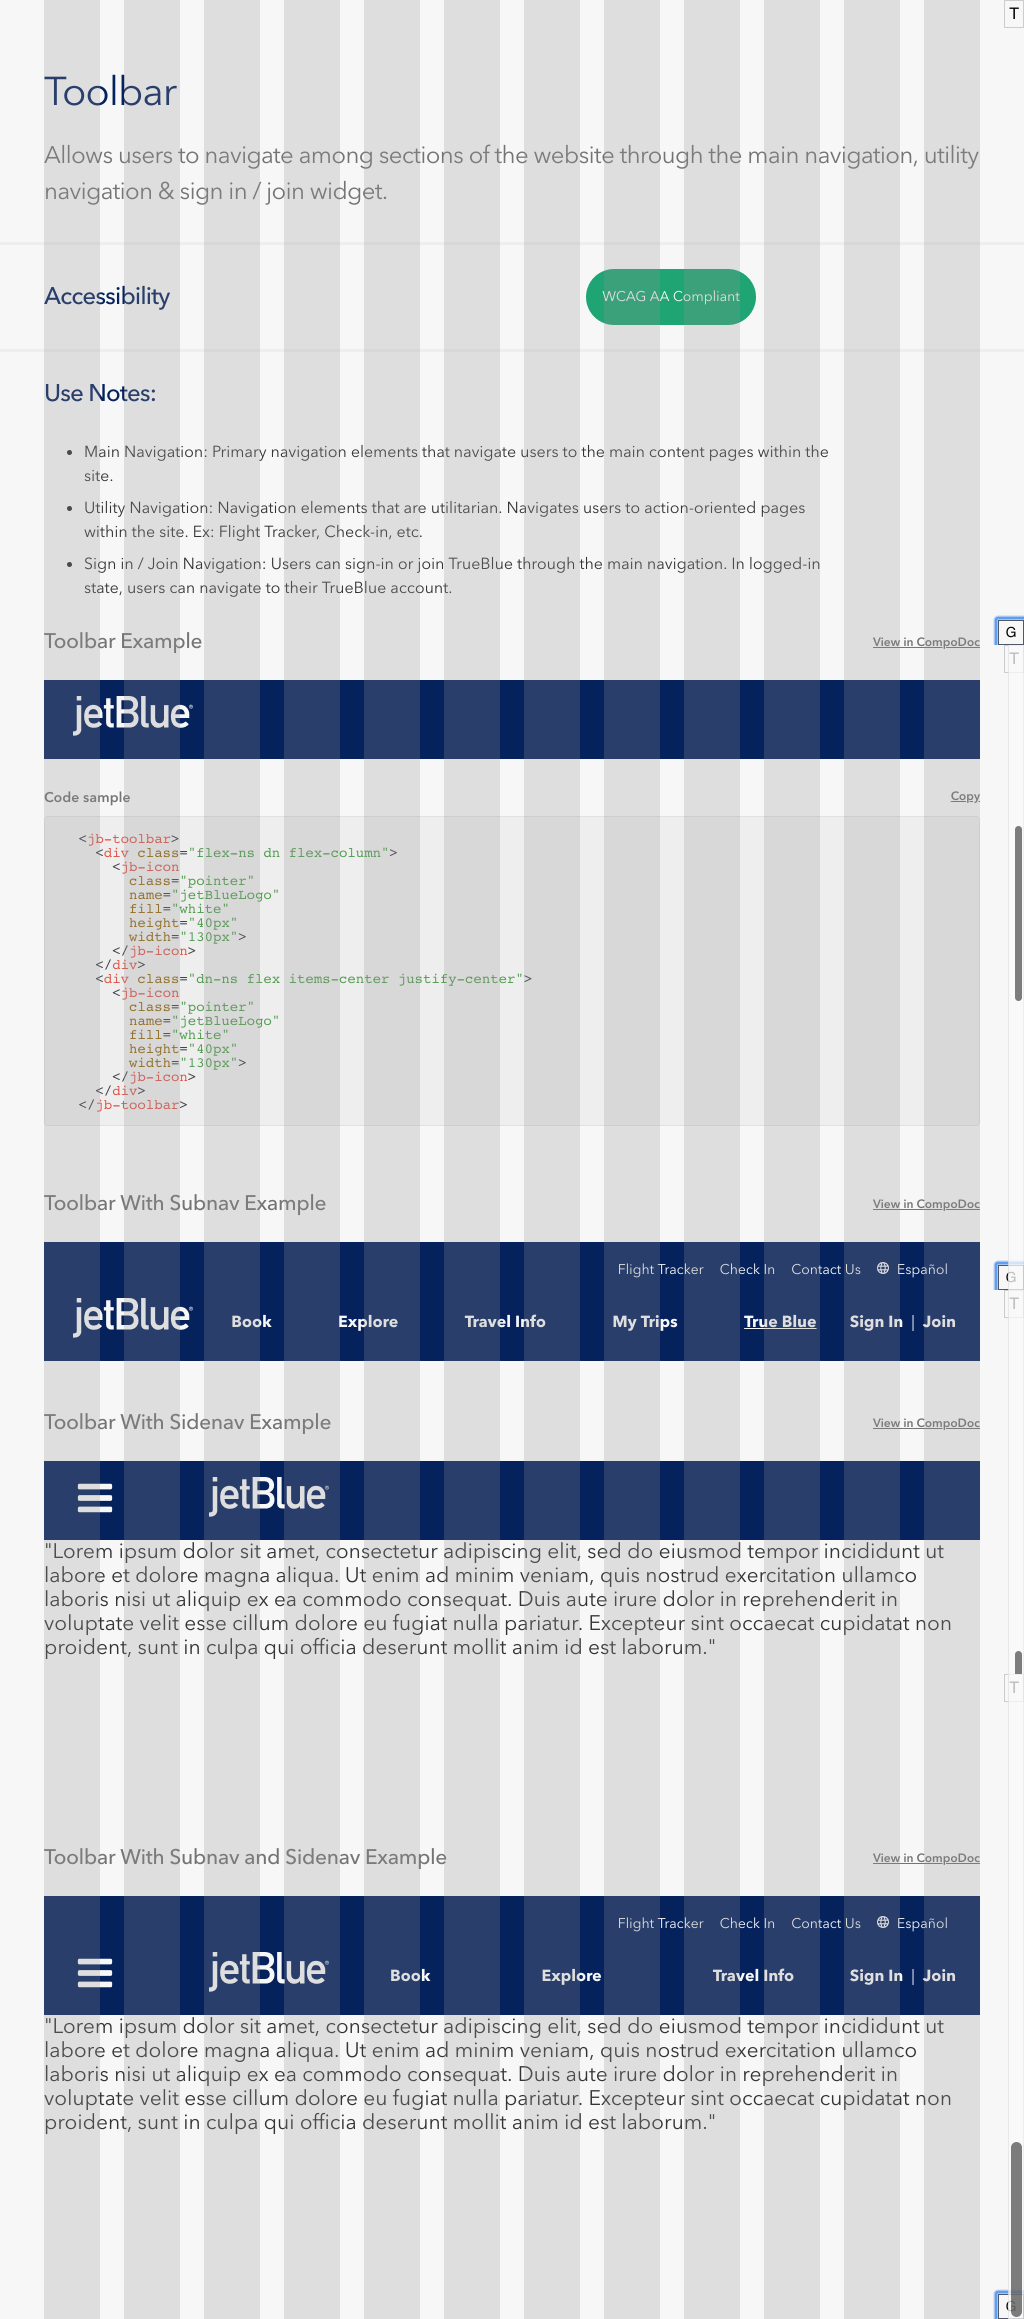 T
Toolbar
Allows users to navigate among sections of the website through the main navigation, utility
navigation & sign in / join widget.
Accessibility
WCAG AA Compliant
Use Notes:
• Main Navigation: Primary navigation elements that navigate users to the main content pages within the
site.
• Utility Navigation: Navigation elements that are utilitarian. Navigates users to action-oriented pages
within the site. Ex: Flight Tracker, Check-in, etc.
• Sign in / Join Navigation: Users can sign-in or join TrueBlue through the main navigation. In logged-in
state, users can navigate to their TrueBlue account.
Toolbar Example
View in CompoDoc
G
T
jetBlue
Code sample
Copy
<jb-toolbar>
<div class="flex-ns dn flex-column">
<jb-icon
class="pointer"
name="jetBlueLogo"
fill="white"
height="40px"
width="130px">
</jb-icon>
</div>
<div class="dn-ns flex items-center justify-center">
<jb-icon
class="pointer"
name="jetBlueLogo"
fill="white"
height="40px"
width="130px">
</jb-icon>
</div>
</jb-toolbar>
Toolbar With Subnav Example
View in CompoDoc
Flight Tracker Check In Contact Us Español
G
T
jetBlue Book Explore Travel Info My Trips True Blue Sign In | Join
Toolbar With Sidenav Example
View in CompoDoc
jetBlue
"Lorem ipsum dolor sit amet, consectetur adipiscing elit, sed do eiusmod tempor incididunt ut
labore et dolore magna aliqua. Ut enim ad minim veniam, quis nostrud exercitation ullamco
laboris nisi ut aliquip ex ea commodo consequat. Duis aute irure dolor in reprehenderit in
voluptate velit esse cillum dolore eu fugiat nulla pariatur. Excepteur sint occaecat cupidatat non
proident, sunt in culpa qui officia deserunt mollit anim id est laborum."
T
Toolbar With Subnav and Sidenav Example
View in CompoDoc
Flight Tracker Check In Contact Us Español
jetBlue Book Explore Travel Info Sign In | Join
"Lorem ipsum dolor sit amet, consectetur adipiscing elit, sed do eiusmod tempor incididunt ut
labore et dolore magna aliqua. Ut enim ad minim veniam, quis nostrud exercitation ullamco
laboris nisi ut aliquip ex ea commodo consequat. Duis aute irure dolor in reprehenderit in
voluptate velit esse cillum dolore eu fugiat nulla pariatur. Excepteur sint occaecat cupidatat non
proident, sunt in culpa qui officia deserunt mollit anim id est laborum."
G